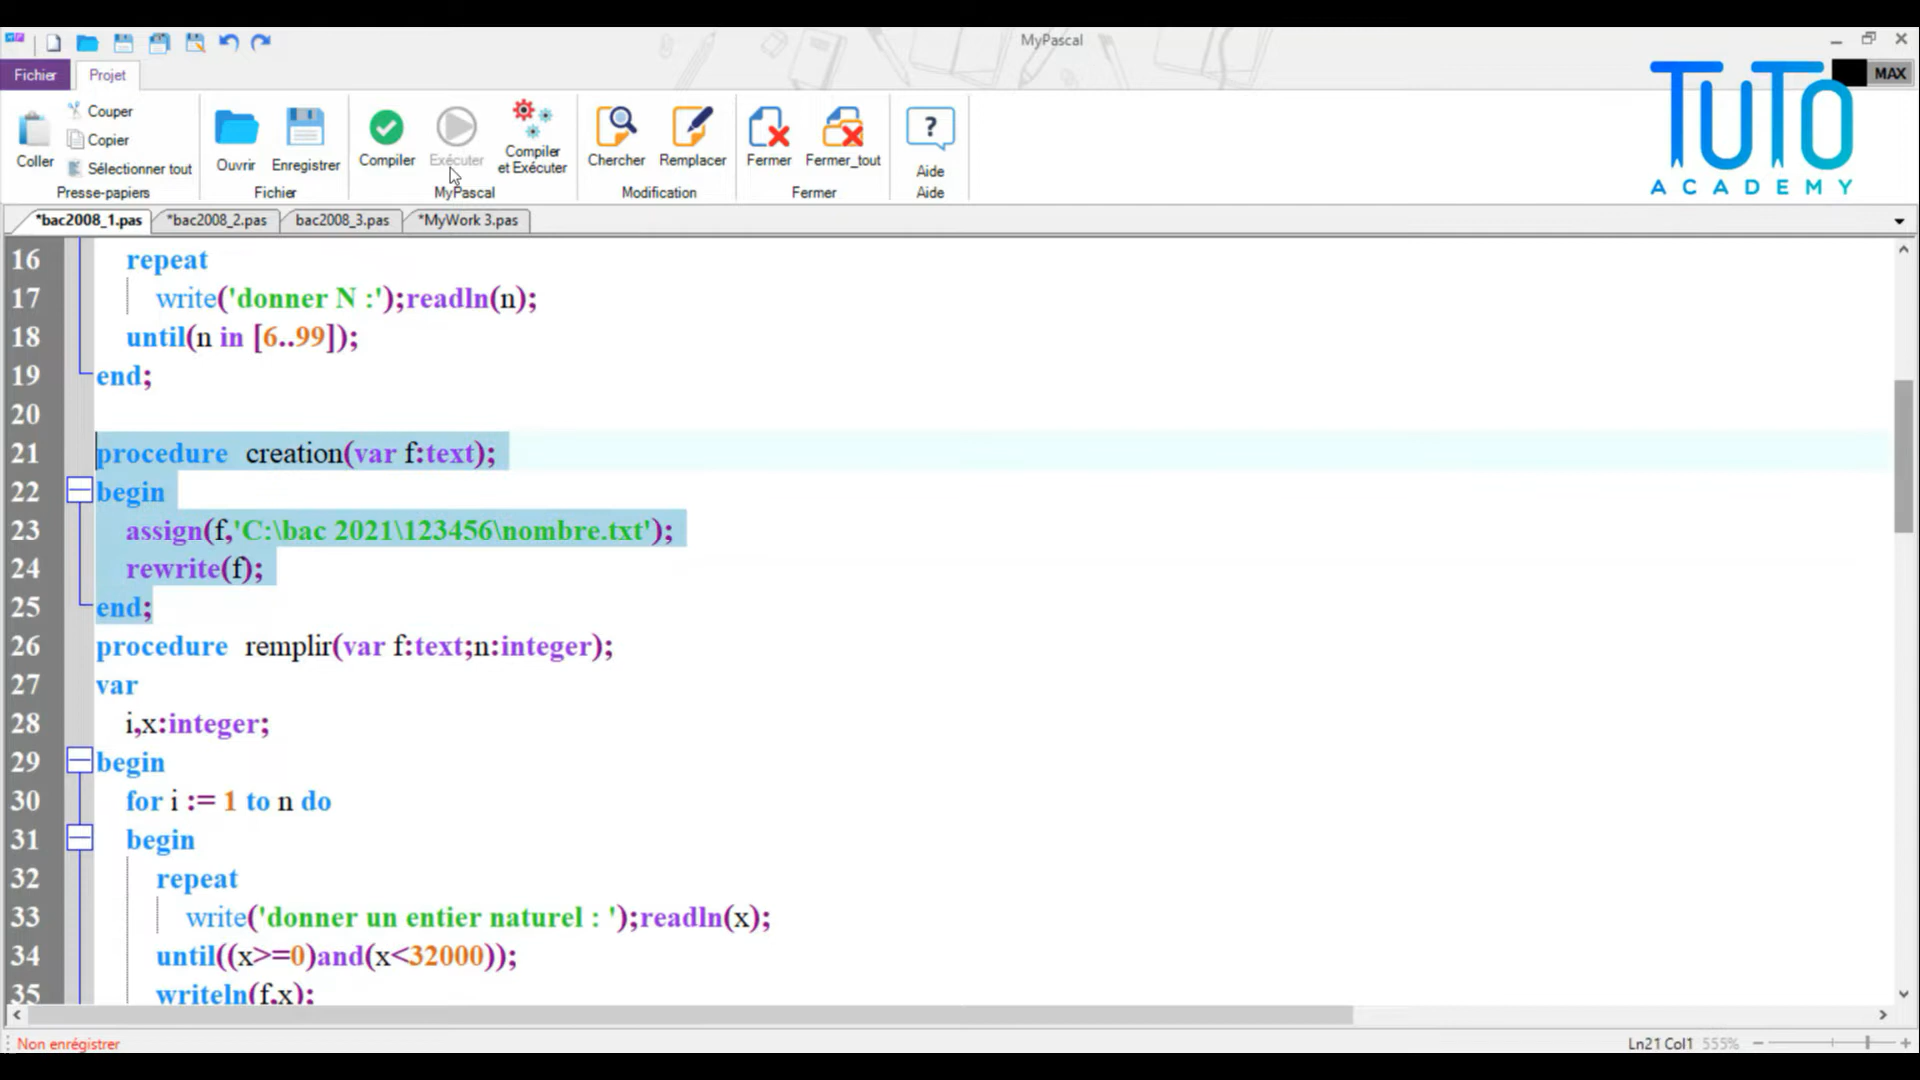 MyPascal
Fichier
Projet
MAX
TUTO
ACADEMY
Coller
Couper
Copier
Sélectionner tout
Presse-papiers
Ouvrir
Enregistrer
Fichier
Compiler
Exécuter
Compiler
et Exécuter
MyPascal
Chercher
Remplacer
Modification
Fermer
Fermer_tout
Fermer
Aide
Aide
*bac2008_1.pas
*bac2008_2.pas
bac2008_3.pas
*MyWork 3.pas
16 repeat
17 write('donner N :');readln(n);
18 until(n in [6..99]);
19 end;
20
21 procedure creation(var f:text);
22 begin
23 assign(f,'C:\bac 2021\123456\nombre.txt');
24 rewrite(f);
25 end;
26 procedure remplir(var f:text;n:integer);
27 var
28 i,x:integer;
29 begin
30 for i := 1 to n do
31 begin
32 repeat
33 write('donner un entier naturel : ');readln(x);
34 until((x>=0)and(x<32000));
35 writeln(f,x);
Non enrégistrer
Ln21 Col1 555%